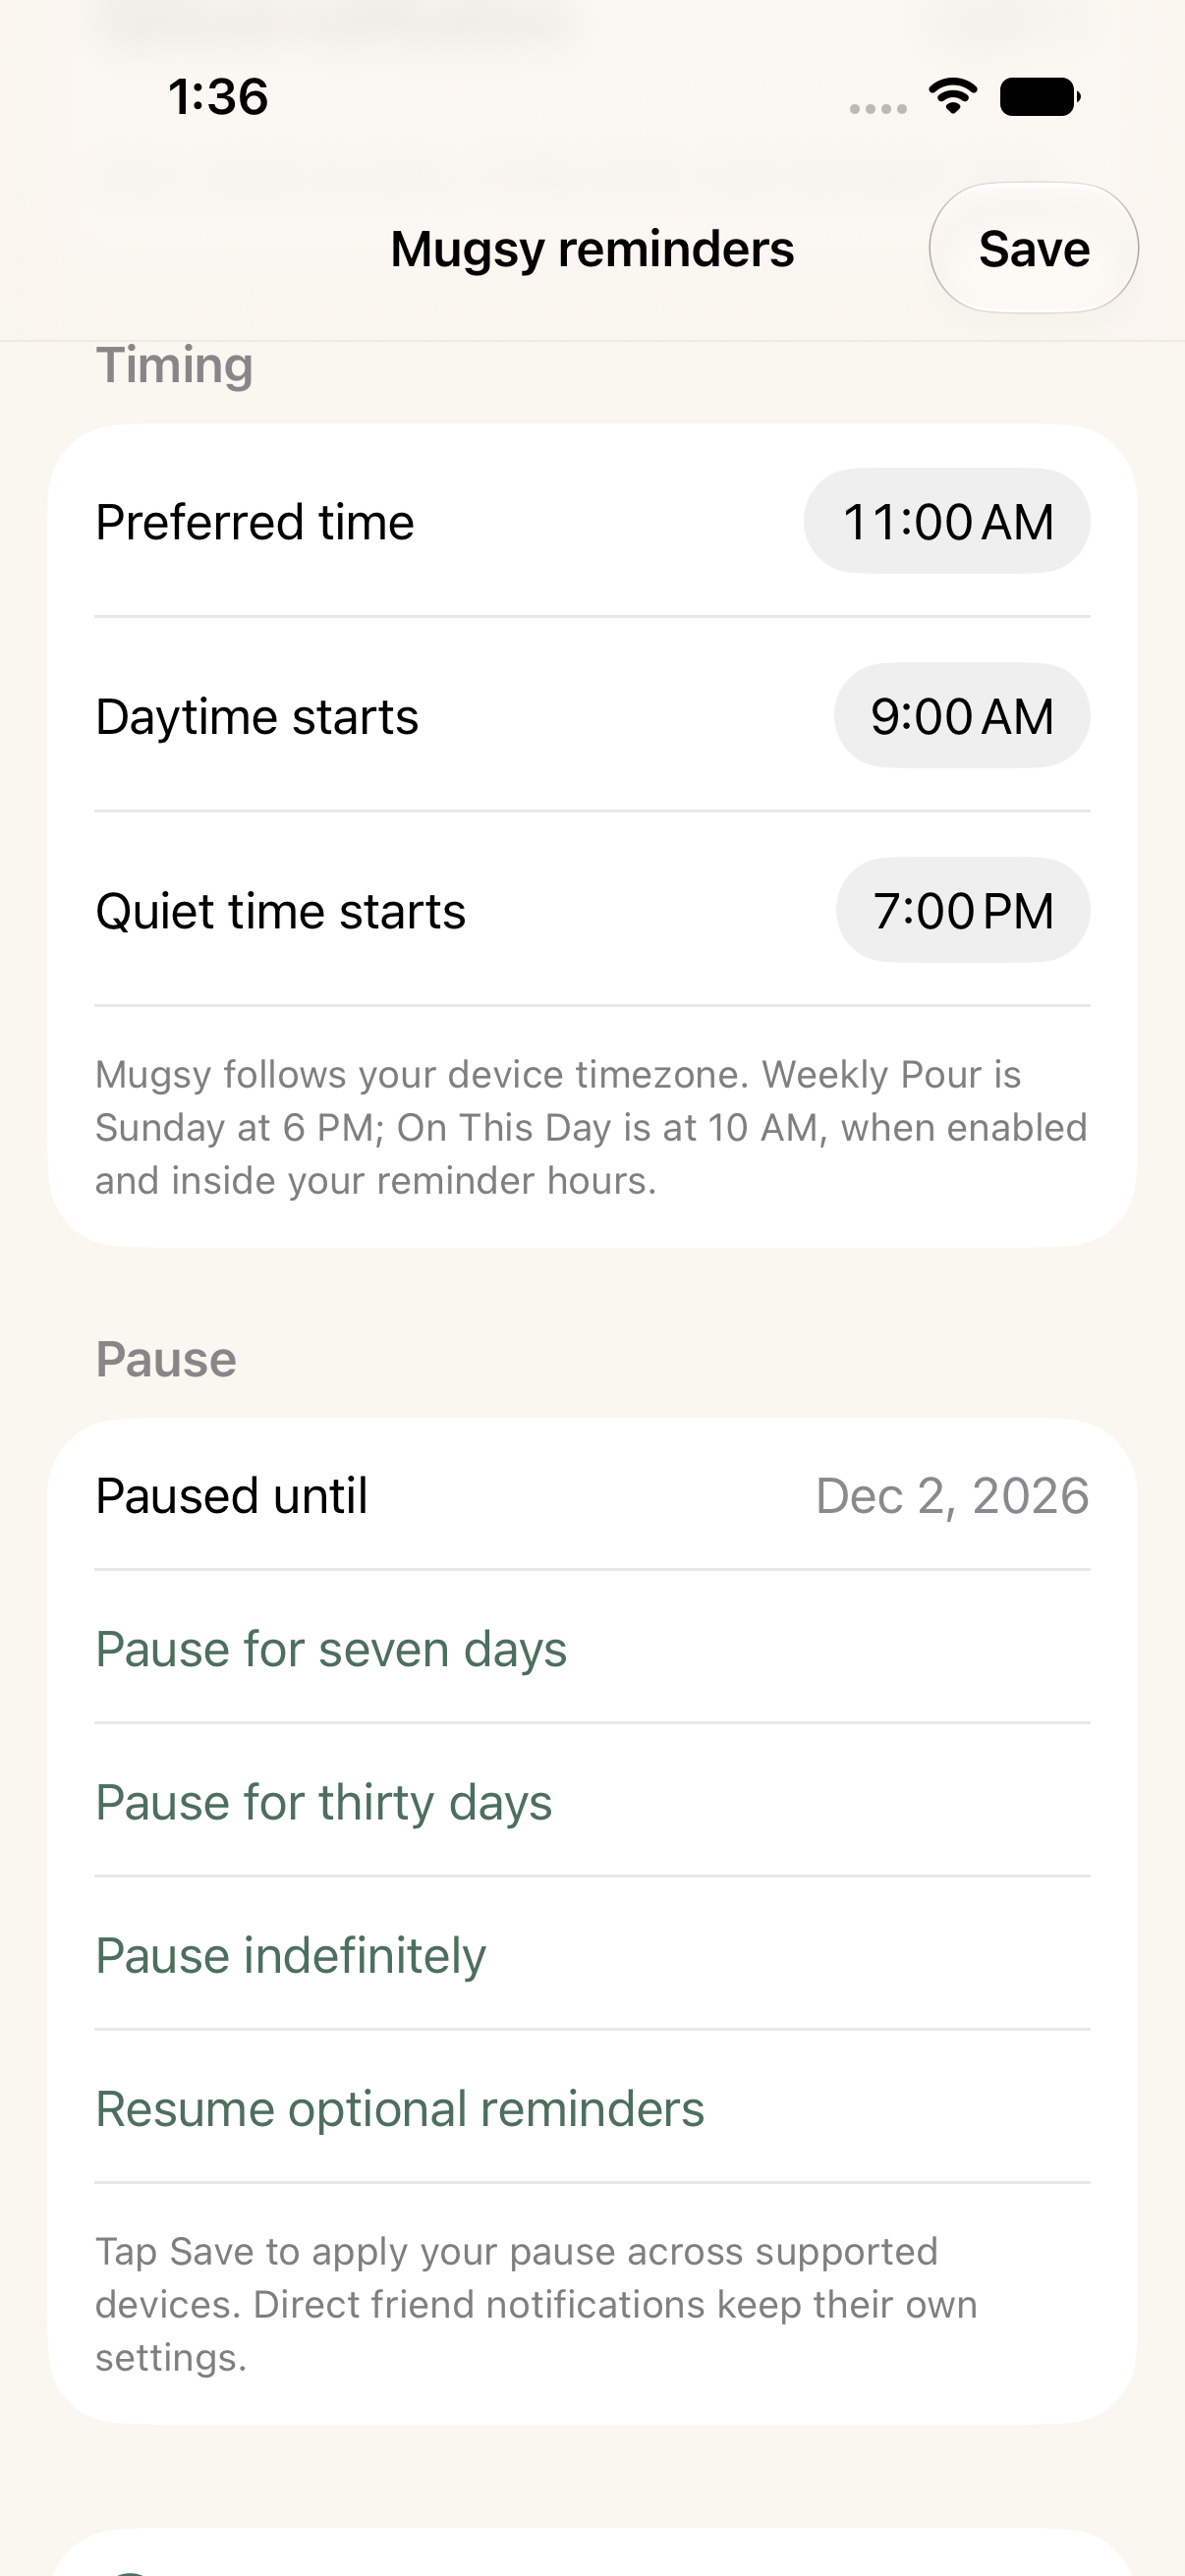 1:36
Mugsy reminders
Save
Timing
Preferred time 11:00 AM
Daytime starts 9:00 AM
Quiet time starts 7:00 PM
Mugsy follows your device timezone. Weekly Pour is
Sunday at 6 PM; On This Day is at 10 AM, when enabled
and inside your reminder hours.
Pause
Paused until Dec 2, 2026
Pause for seven days
Pause for thirty days
Pause indefinitely
Resume optional reminders
Tap Save to apply your pause across supported
devices. Direct friend notifications keep their own
settings.